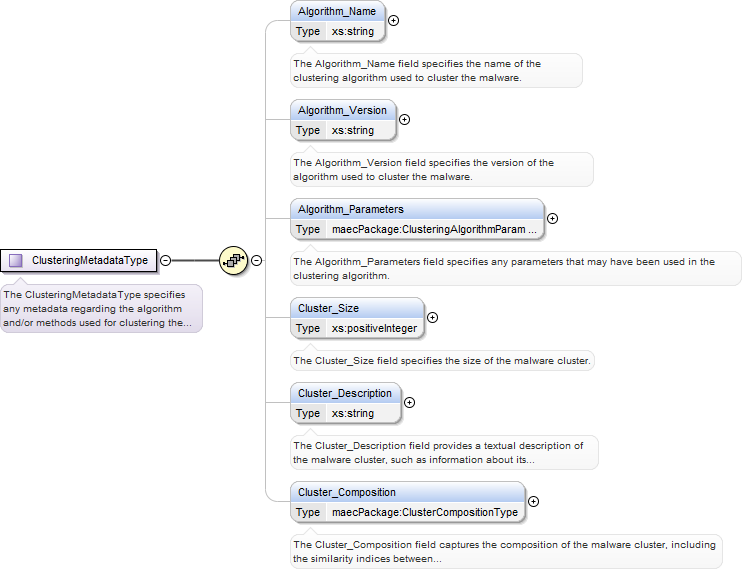 Algorithm_Name
Type xs:string
The Algorithm_Name field specifies the name of the
clustering algorithm used to cluster the malware.
Algorithm_Version
Type xs:string
The Algorithm_Version field specifies the version of the
algorithm used to cluster the malware.
Algorithm_Parameters
Type maecPackage:ClusteringAlgorithmParam ...
The Algorithm_Parameters field specifies any parameters that may have been used in the
clustering algorithm.
ClusteringMetadataType
The ClusteringMetadataType specifies
any metadata regarding the algorithm
and/or methods used for clustering the...
Cluster_Size
Type xs:positiveInteger
The Cluster_Size field specifies the size of the malware cluster.
Cluster_Description
Type xs:string
The Cluster_Description field provides a textual description of
the malware cluster, such as information about its...
Cluster_Composition
Type maecPackage:ClusterCompositionType
The Cluster_Composition field captures the composition of the malware cluster, including
the similarity indices between...